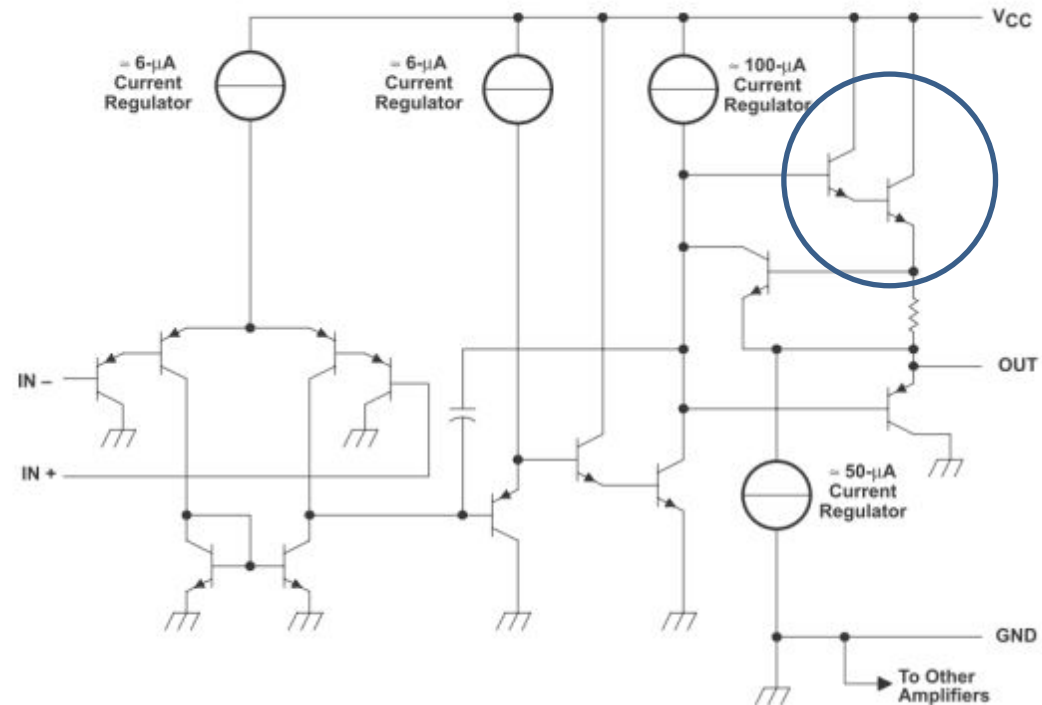 VCC
≈ 6-μA
Current
Regulator
≈ 6-μA
Current
Regulator
≈ 100-μA
Current
Regulator
IN –
OUT
IN +
≈ 50-μA
Current
Regulator
GND
To Other
Amplifiers